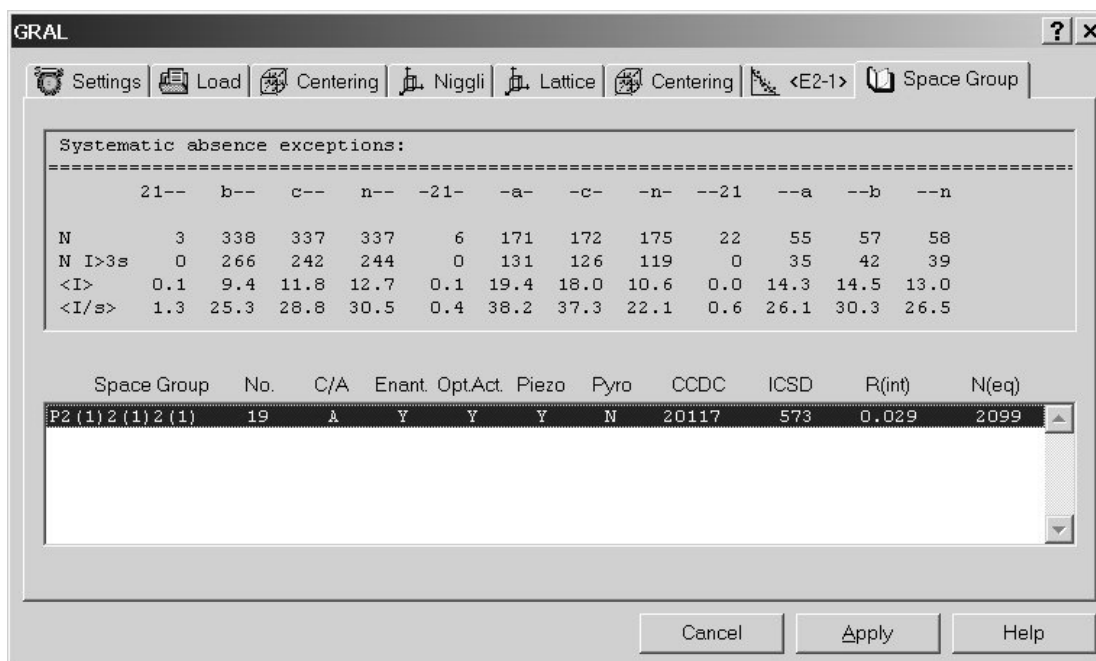 GRAL
Settings Load Centering Niggli Lattice Centering <E2-1> Space Group
Systematic absence exceptions:
21-- b-- c-- n-- -21- -a- -c- -n- --21 --a --b --n
N 3 338 337 337 6 171 172 175 22 55 57 58
N I>3s 0 266 242 244 0 131 126 119 0 35 42 39
<I> 0.1 9.4 11.8 12.7 0.1 19.4 18.0 10.6 0.0 14.3 14.5 13.0
<I/s> 1.3 25.3 28.8 30.5 0.4 38.2 37.3 22.1 0.6 26.1 30.3 26.5
Space Group No. C/A Enant. Opt.Act. Piezo Pyro CCDC ICSD R(int) N(eq)
P2(1)2(1)2(1) 19 A Y Y Y N 20117 573 0.029 2099
Cancel Apply Help